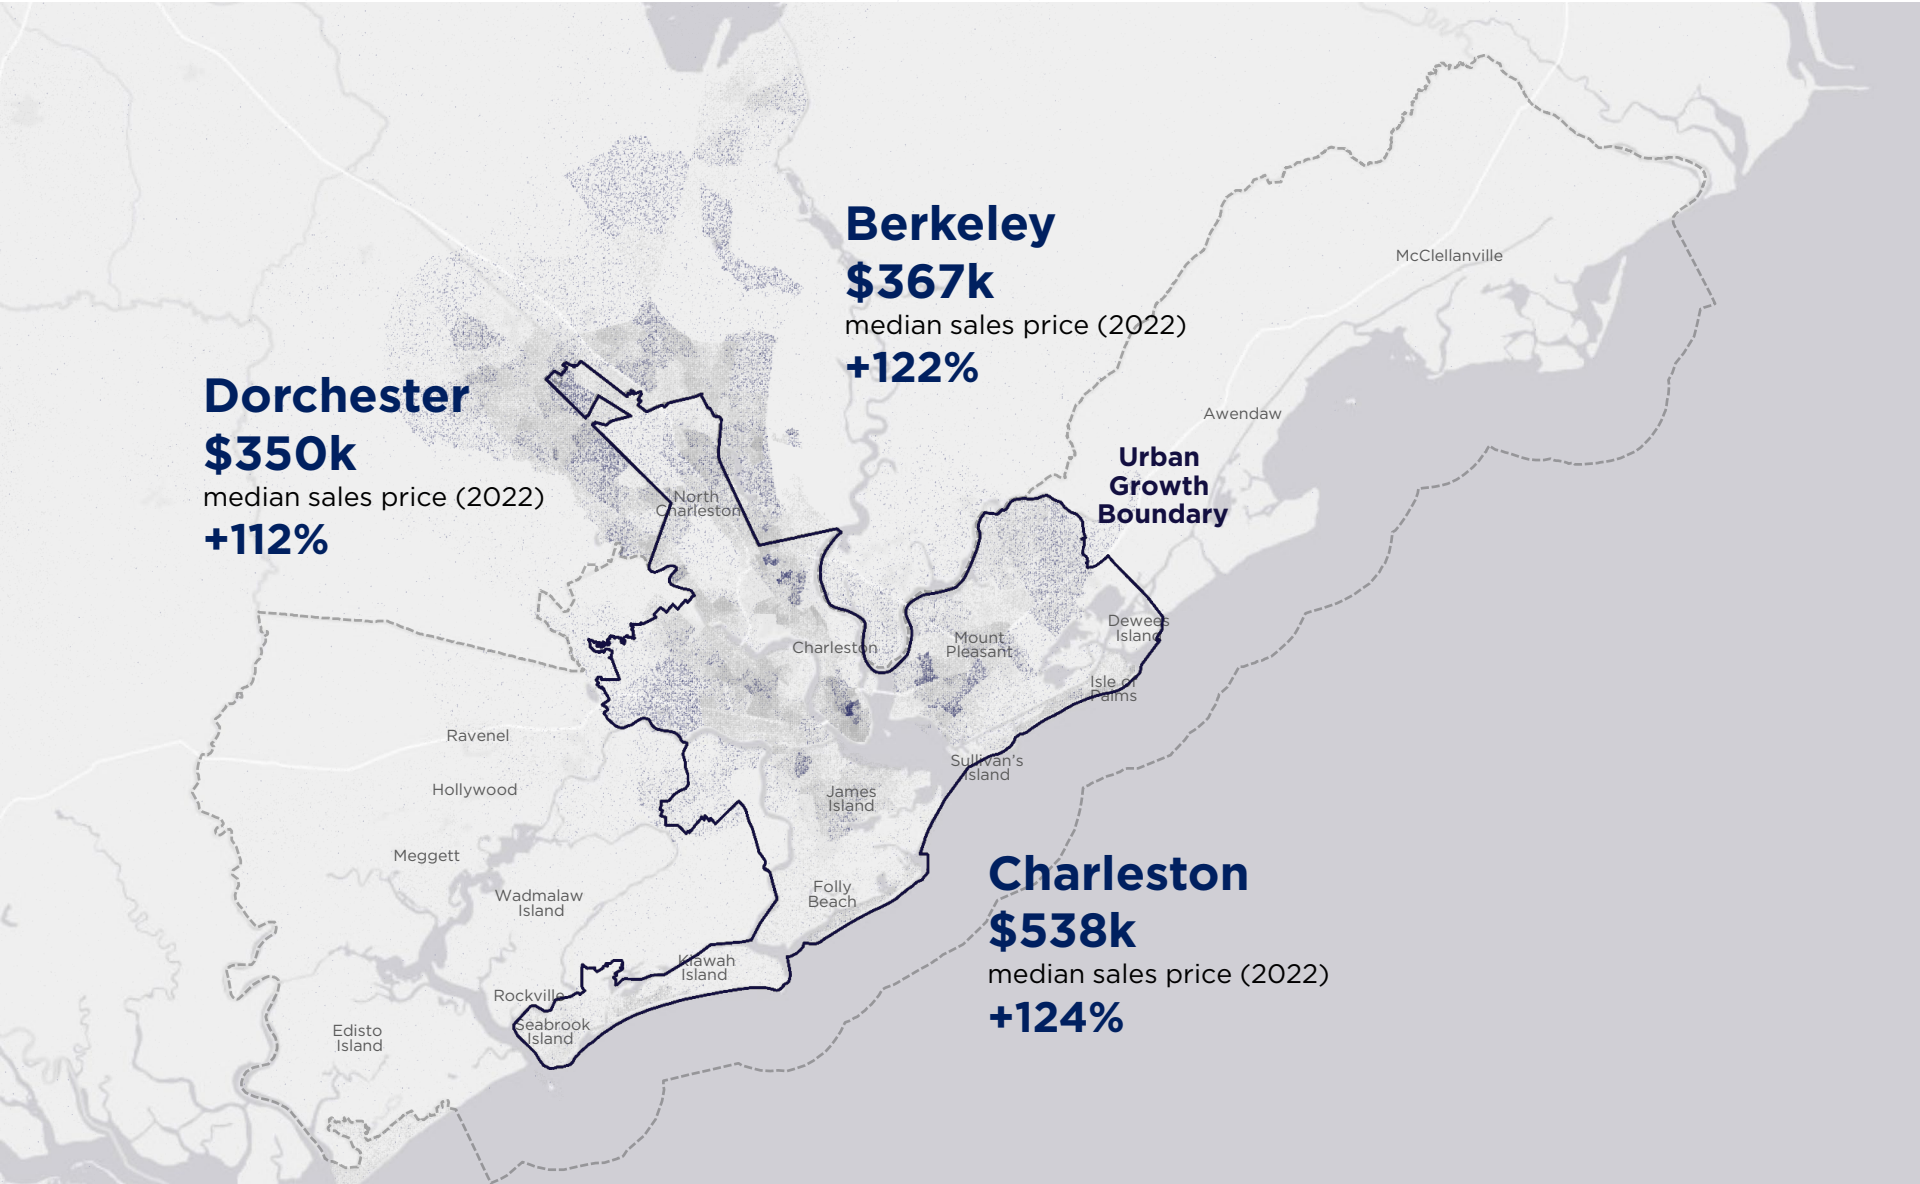 Berkeley
$367k
median sales price (2022)
+122%
McClellanville
Dorchester
$350k
median sales price (2022)
+112%
Awendaw
Urban
Growth
Boundary
North
Charleston
Dewees
Island
Mount
Pleasant
Charleston
Isle of
Palms
Ravenel
Sullivan's
Island
Hollywood
James
Island
Meggett
Charleston
$538k
median sales price (2022)
+124%
Wadmalaw
Island
Folly
Beach
Kiawah
Island
Rockville
Seabrook
Island
Edisto
Island